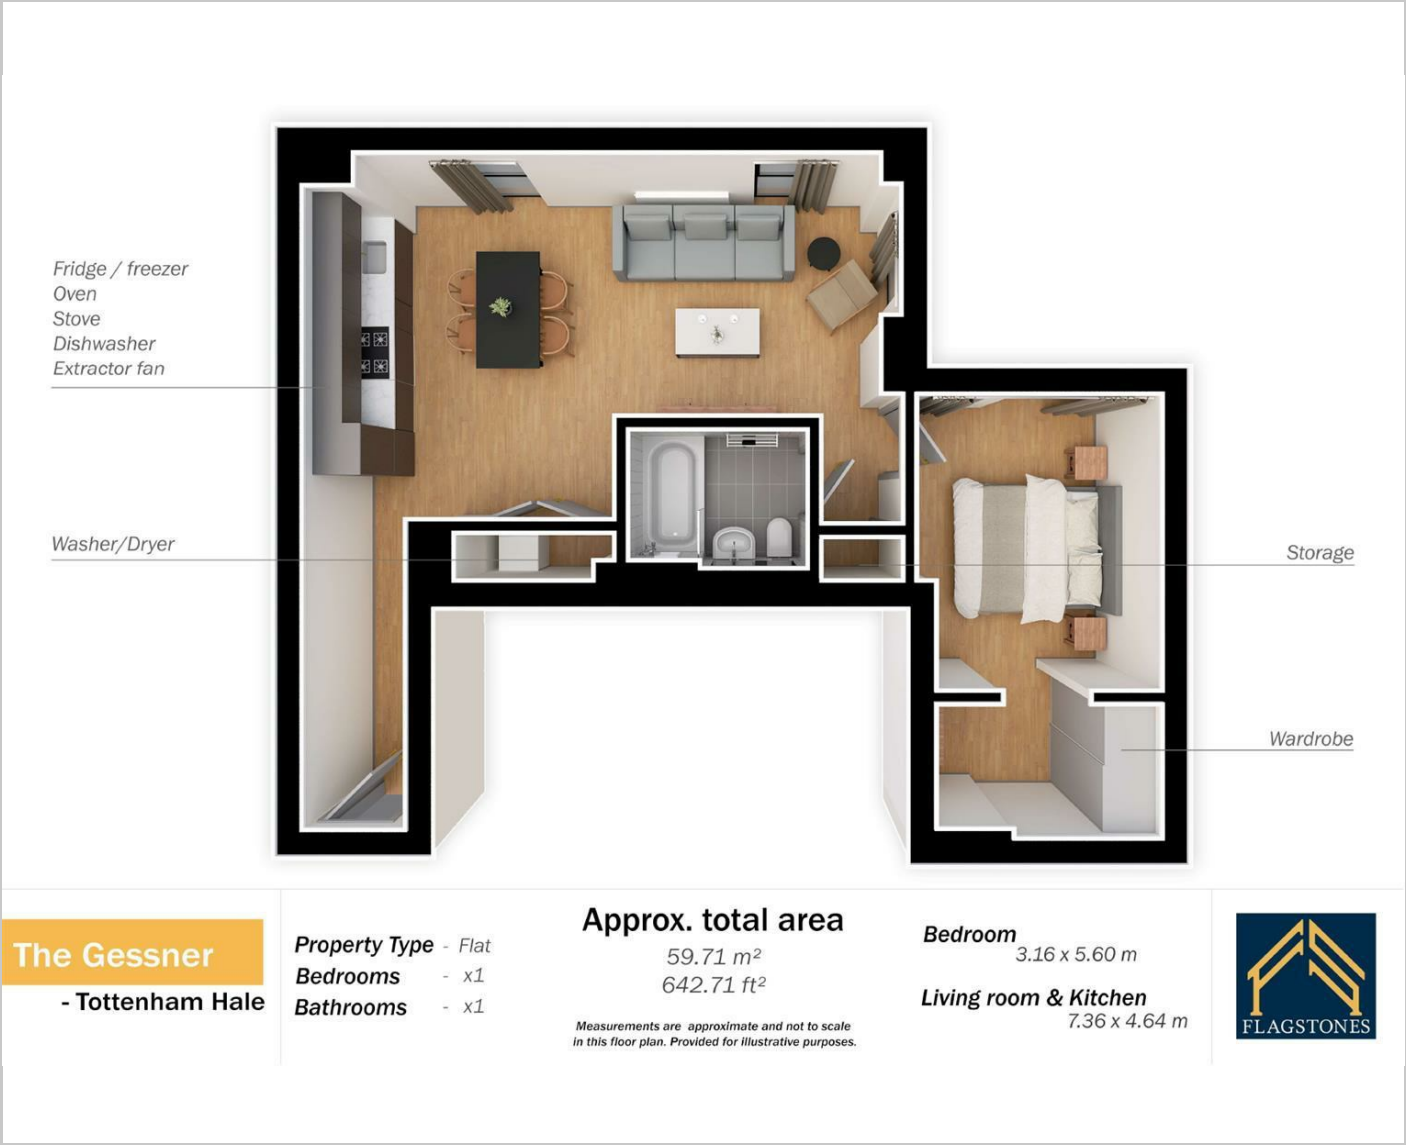 Fridge / freezer
Oven
Stove
Dishwasher
Extractor fan
Washer/Dryer
Storage
Wardrobe
The Gessner
- Tottenham Hale
Property Type - Flat
Bedrooms - x1
Bathrooms - x1
Approx. total area
59.71 m²
642.71 ft²
Measurements are approximate and not to scale
in this floor plan. Provided for illustrative purposes.
Bedroom
3.16 x 5.60 m
Living room & Kitchen
7.36 x 4.64 m
FLAGSTONES